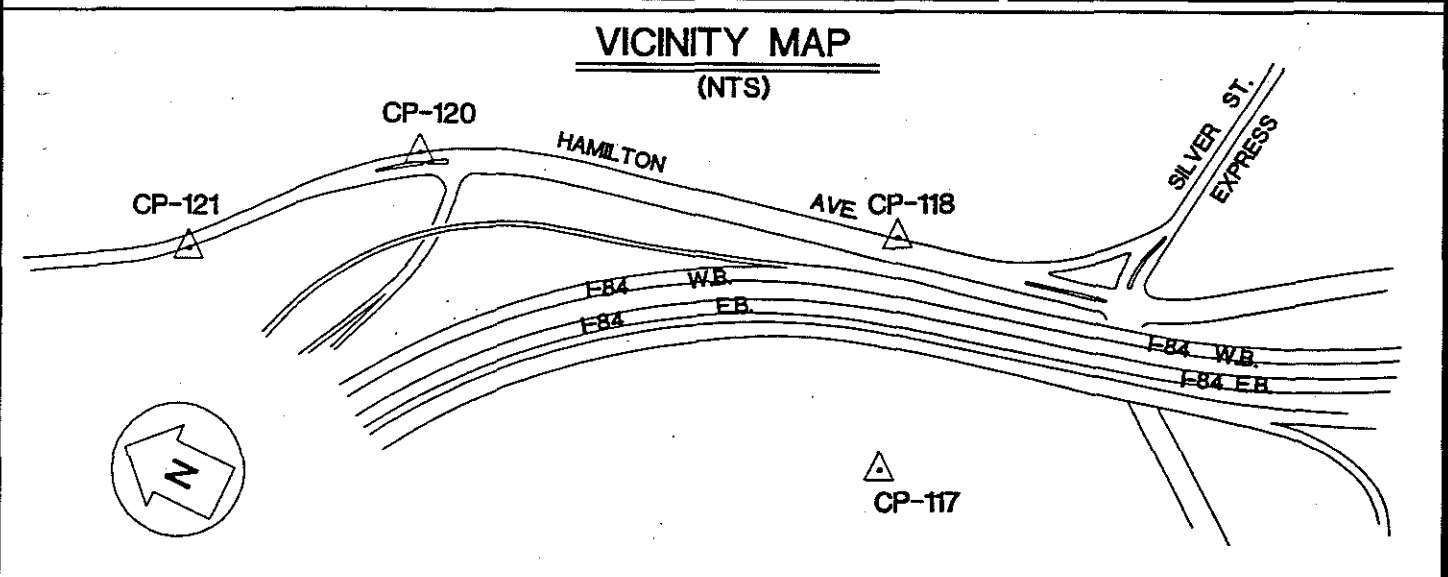 VICINITY MAP
(NTS)
CP-120
HAMILTON
AVE.
SILVER ST.
EXPRESS
CP-121
CP-118
I-84 W.B.
I-84 E.B.
I-84 W.B.
I-84 E.B.
N
CP-117